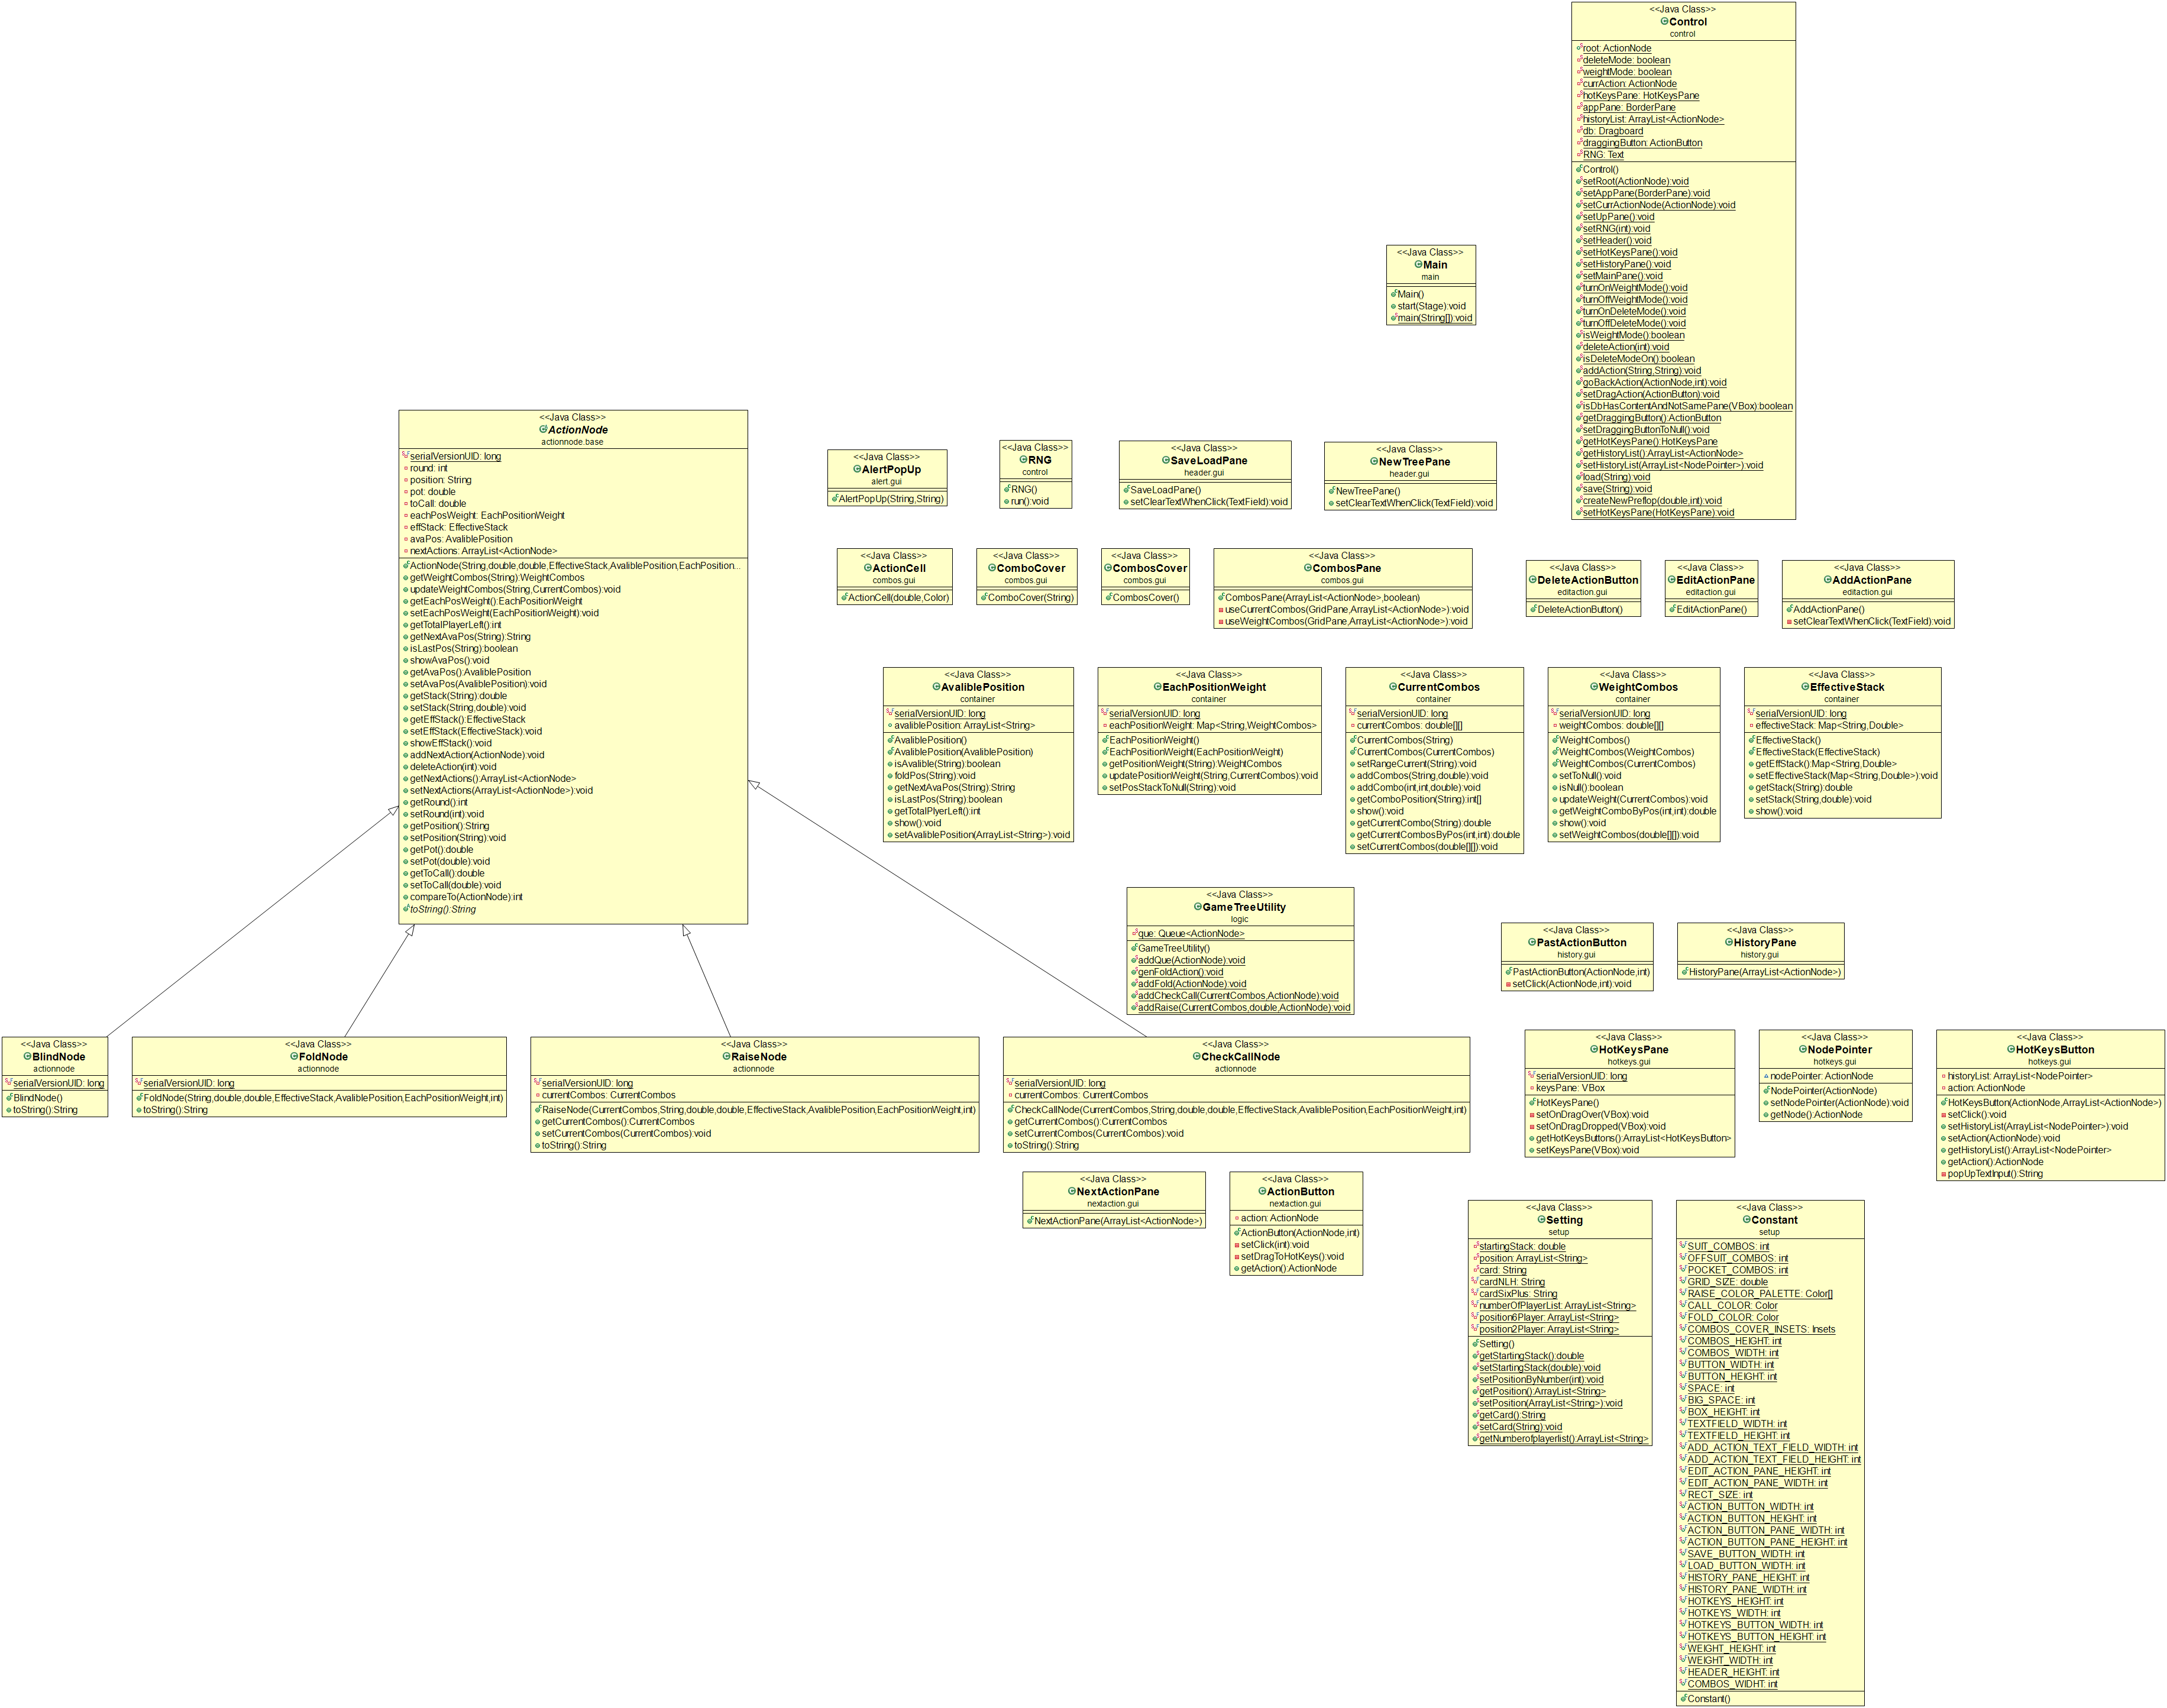 <<Java Class>>
Control
control
root: ActionNode
deleteMode: boolean
weightMode: boolean
currAction: ActionNode
hotKeysPane: HotKeysPane
appPane: BorderPane
historyList: ArrayList<ActionNode>
db: Dragboard
draggingButton: ActionButton
RNG: Text
Control()
setRoot(ActionNode):void
setAppPane(BorderPane):void
setCurrActionNode(ActionNode):void
setUpPane():void
setRNG(int):void
setHeader():void
setHotKeysPane():void
setHistoryPane():void
setMainPane():void
turnOnWeightMode():void
turnOffWeightMode():void
turnOnDeleteMode():void
turnOffDeleteMode():void
isWeightMode():boolean
deleteAction(int):void
isDeleteModeOn():boolean
addAction(String,String):void
goBackAction(ActionNode,int):void
setDragAction(ActionButton):void
isDbHasContentAndNotSamePane(VBox):boolean
getDraggingButton():ActionButton
setDraggingButtonToNull():void
getHotKeysPane():HotKeysPane
getHistoryList():ArrayList<ActionNode>
setHistoryList(ArrayList<NodePointer>):void
load(String):void
save(String):void
createNewPreflop(double,int):void
setHotKeysPane(HotKeysPane):void
<<Java Class>>
Main
main
Main()
start(Stage):void
main(String[]):void
<<Java Class>>
ActionNode
actionnode.base
serialVersionUID: long
round: int
position: String
pot: double
toCall: double
eachPosWeight: EachPositionWeight
effStack: EffectiveStack
avaPos: AvaliblePosition
nextActions: ArrayList<ActionNode>
ActionNode(String,double,double,EffectiveStack,AvaliblePosition,EachPosition...
getWeightCombos(String):WeightCombos
updateWeightCombos(String,CurrentCombos):void
getEachPosWeight():EachPositionWeight
setEachPosWeight(EachPositionWeight):void
getTotalPlayerLeft():int
getNextAvaPos(String):String
isLastPos(String):boolean
showAvaPos():void
getAvaPos():AvaliblePosition
setAvaPos(AvaliblePosition):void
getStack(String):double
setStack(String,double):void
getEffStack():EffectiveStack
setEffStack(EffectiveStack):void
showEffStack():void
addNextAction(ActionNode):void
deleteAction(int):void
getNextActions():ArrayList<ActionNode>
setNextActions(ArrayList<ActionNode>):void
getRound():int
setRound(int):void
getPosition():String
setPosition(String):void
getPot():double
setPot(double):void
getToCall():double
setToCall(double):void
compareTo(ActionNode):int
toString():String
<<Java Class>>
AlertPopUp
alert.gui
AlertPopUp(String,String)
<<Java Class>>
RNG
control
RNG()
run():void
<<Java Class>>
SaveLoadPane
header.gui
SaveLoadPane()
setClearTextWhenClick(TextField):void
<<Java Class>>
NewTreePane
header.gui
NewTreePane()
setClearTextWhenClick(TextField):void
<<Java Class>>
ActionCell
combos.gui
ActionCell(double,Color)
<<Java Class>>
ComboCover
combos.gui
ComboCover(String)
<<Java Class>>
CombosCover
combos.gui
CombosCover()
<<Java Class>>
CombosPane
combos.gui
CombosPane(ArrayList<ActionNode>,boolean)
useCurrentCombos(GridPane,ArrayList<ActionNode>):void
useWeightCombos(GridPane,ArrayList<ActionNode>):void
<<Java Class>>
DeleteActionButton
editaction.gui
DeleteActionButton()
<<Java Class>>
EditActionPane
editaction.gui
EditActionPane()
<<Java Class>>
AddActionPane
editaction.gui
AddActionPane()
setClearTextWhenClick(TextField):void
<<Java Class>>
AvaliblePosition
container
serialVersionUID: long
avaliblePosition: ArrayList<String>
AvaliblePosition()
AvaliblePosition(AvaliblePosition)
isAvalible(String):boolean
foldPos(String):void
getNextAvaPos(String):String
isLastPos(String):boolean
getTotalPlyerLeft():int
show():void
setAvaliblePosition(ArrayList<String>):void
<<Java Class>>
EachPositionWeight
container
serialVersionUID: long
eachPositionWeight: Map<String,WeightCombos>
EachPositionWeight()
EachPositionWeight(EachPositionWeight)
getPositionWeight(String):WeightCombos
updatePositionWeight(String,CurrentCombos):void
setPosStackToNull(String):void
<<Java Class>>
CurrentCombos
container
serialVersionUID: long
currentCombos: double[][]
CurrentCombos(String)
CurrentCombos(CurrentCombos)
setRangeCurrent(String):void
addCombos(String,double):void
addCombo(int,int,double):void
getComboPosition(String):int[]
show():void
getCurrentCombo(String):double
getCurrentCombosByPos(int,int):double
setCurrentCombos(double[][]):void
<<Java Class>>
WeightCombos
container
serialVersionUID: long
weightCombos: double[][]
WeightCombos()
WeightCombos(WeightCombos)
WeightCombos(CurrentCombos)
setToNull():void
isNull():boolean
updateWeight(CurrentCombos):void
getWeightComboByPos(int,int):double
show():void
setWeightCombos(double[][]):void
<<Java Class>>
EffectiveStack
container
serialVersionUID: long
effectiveStack: Map<String,Double>
EffectiveStack()
EffectiveStack(EffectiveStack)
getEffStack():Map<String,Double>
setEffectiveStack(Map<String,Double>):void
getStack(String):double
setStack(String,double):void
show():void
<<Java Class>>
GameTreeUtility
logic
que: Queue<ActionNode>
GameTreeUtility()
addQue(ActionNode):void
genFoldAction():void
addFold(ActionNode):void
addCheckCall(CurrentCombos,ActionNode):void
addRaise(CurrentCombos,double,ActionNode):void
<<Java Class>>
PastActionButton
history.gui
PastActionButton(ActionNode,int)
setClick(ActionNode,int):void
<<Java Class>>
HistoryPane
history.gui
HistoryPane(ArrayList<ActionNode>)
<<Java Class>>
BlindNode
actionnode
serialVersionUID: long
BlindNode()
toString():String
<<Java Class>>
FoldNode
actionnode
serialVersionUID: long
FoldNode(String,double,double,EffectiveStack,AvaliblePosition,EachPositionWeight,int)
toString():String
<<Java Class>>
RaiseNode
actionnode
serialVersionUID: long
currentCombos: CurrentCombos
RaiseNode(CurrentCombos,String,double,double,EffectiveStack,AvaliblePosition,EachPositionWeight,int)
getCurrentCombos():CurrentCombos
setCurrentCombos(CurrentCombos):void
toString():String
<<Java Class>>
CheckCallNode
actionnode
serialVersionUID: long
currentCombos: CurrentCombos
CheckCallNode(CurrentCombos,String,double,double,EffectiveStack,AvaliblePosition,EachPositionWeight,int)
getCurrentCombos():CurrentCombos
setCurrentCombos(CurrentCombos):void
toString():String
<<Java Class>>
HotKeysPane
hotkeys.gui
serialVersionUID: long
keysPane: VBox
HotKeysPane()
setOnDragOver(VBox):void
setOnDragDropped(VBox):void
getHotKeysButtons():ArrayList<HotKeysButton>
setKeysPane(VBox):void
<<Java Class>>
NodePointer
hotkeys.gui
nodePointer: ActionNode
NodePointer(ActionNode)
setNodePointer(ActionNode):void
getNode():ActionNode
<<Java Class>>
HotKeysButton
hotkeys.gui
historyList: ArrayList<NodePointer>
action: ActionNode
HotKeysButton(ActionNode,ArrayList<ActionNode>)
setClick():void
setHistoryList(ArrayList<NodePointer>):void
setAction(ActionNode):void
getHistoryList():ArrayList<NodePointer>
getAction():ActionNode
popUpTextInput():String
<<Java Class>>
NextActionPane
nextaction.gui
NextActionPane(ArrayList<ActionNode>)
<<Java Class>>
ActionButton
nextaction.gui
action: ActionNode
ActionButton(ActionNode,int)
setClick(int):void
setDragToHotKeys():void
getAction():ActionNode
<<Java Class>>
Setting
setup
startingStack: double
position: ArrayList<String>
card: String
cardNLH: String
cardSixPlus: String
numberOfPlayerList: ArrayList<String>
position6Player: ArrayList<String>
position2Player: ArrayList<String>
Setting()
getStartingStack():double
setStartingStack(double):void
setPositionByNumber(int):void
getPosition():ArrayList<String>
setPosition(ArrayList<String>):void
getCard():String
setCard(String):void
getNumberofplayerlist():ArrayList<String>
<<Java Class>>
Constant
setup
SUIT_COMBOS: int
OFFSUIT_COMBOS: int
POCKET_COMBOS: int
GRID_SIZE: double
RAISE_COLOR_PALETTE: Color[]
CALL_COLOR: Color
FOLD_COLOR: Color
COMBOS_COVER_INSETS: Insets
COMBOS_HEIGHT: int
COMBOS_WIDTH: int
BUTTON_WIDTH: int
BUTTON_HEIGHT: int
SPACE: int
BIG_SPACE: int
BOX_HEIGHT: int
TEXTFIELD_WIDTH: int
TEXTFIELD_HEIGHT: int
ADD_ACTION_TEXT_FIELD_WIDTH: int
ADD_ACTION_TEXT_FIELD_HEIGHT: int
EDIT_ACTION_PANE_HEIGHT: int
EDIT_ACTION_PANE_WIDTH: int
RECT_SIZE: int
ACTION_BUTTON_WIDTH: int
ACTION_BUTTON_HEIGHT: int
ACTION_BUTTON_PANE_WIDTH: int
ACTION_BUTTON_PANE_HEIGHT: int
SAVE_BUTTON_WIDTH: int
LOAD_BUTTON_WIDTH: int
HISTORY_PANE_HEIGHT: int
HISTORY_PANE_WIDTH: int
HOTKEYS_HEIGHT: int
HOTKEYS_WIDTH: int
HOTKEYS_BUTTON_WIDTH: int
HOTKEYS_BUTTON_HEIGHT: int
WEIGHT_HEIGHT: int
WEIGHT_WIDTH: int
HEADER_HEIGHT: int
COMBOS_WIDHT: int
Constant()